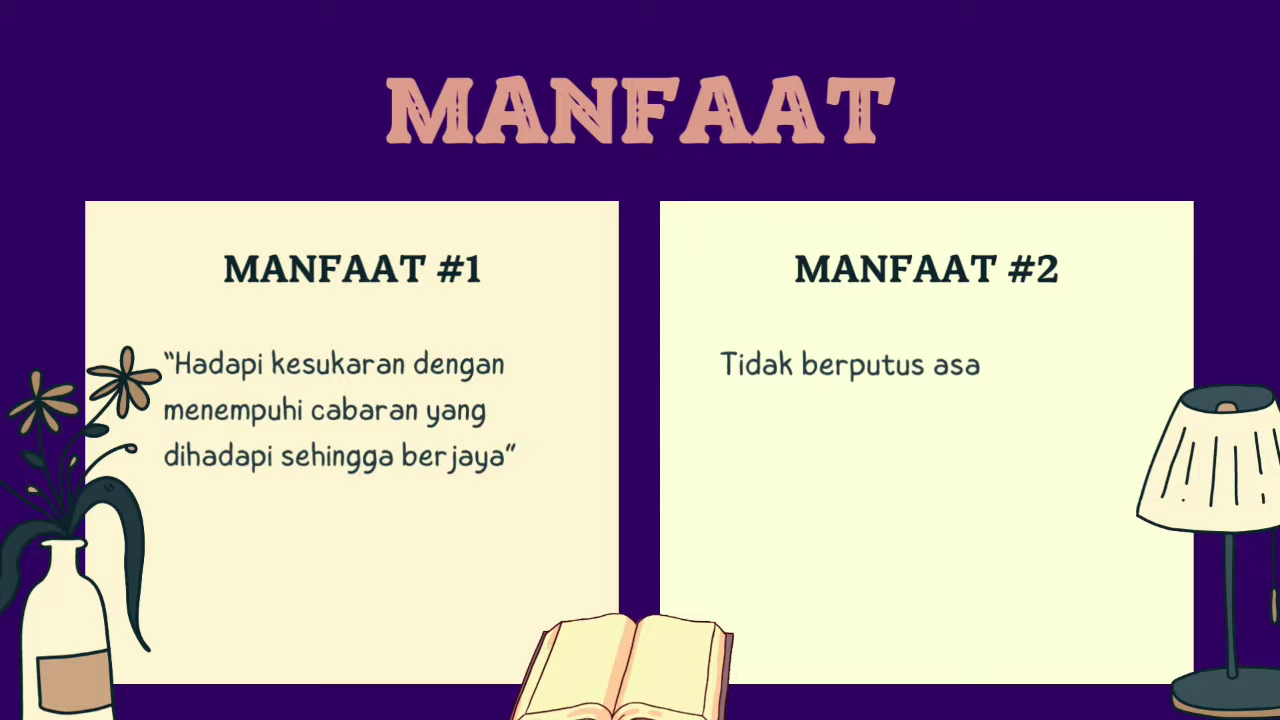 MANFAAT
MANFAAT #1
“Hadapi kesukaran dengan
menempuhi cabaran yang
dihadapi sehingga berjaya”
MANFAAT #2
Tidak berputus asa